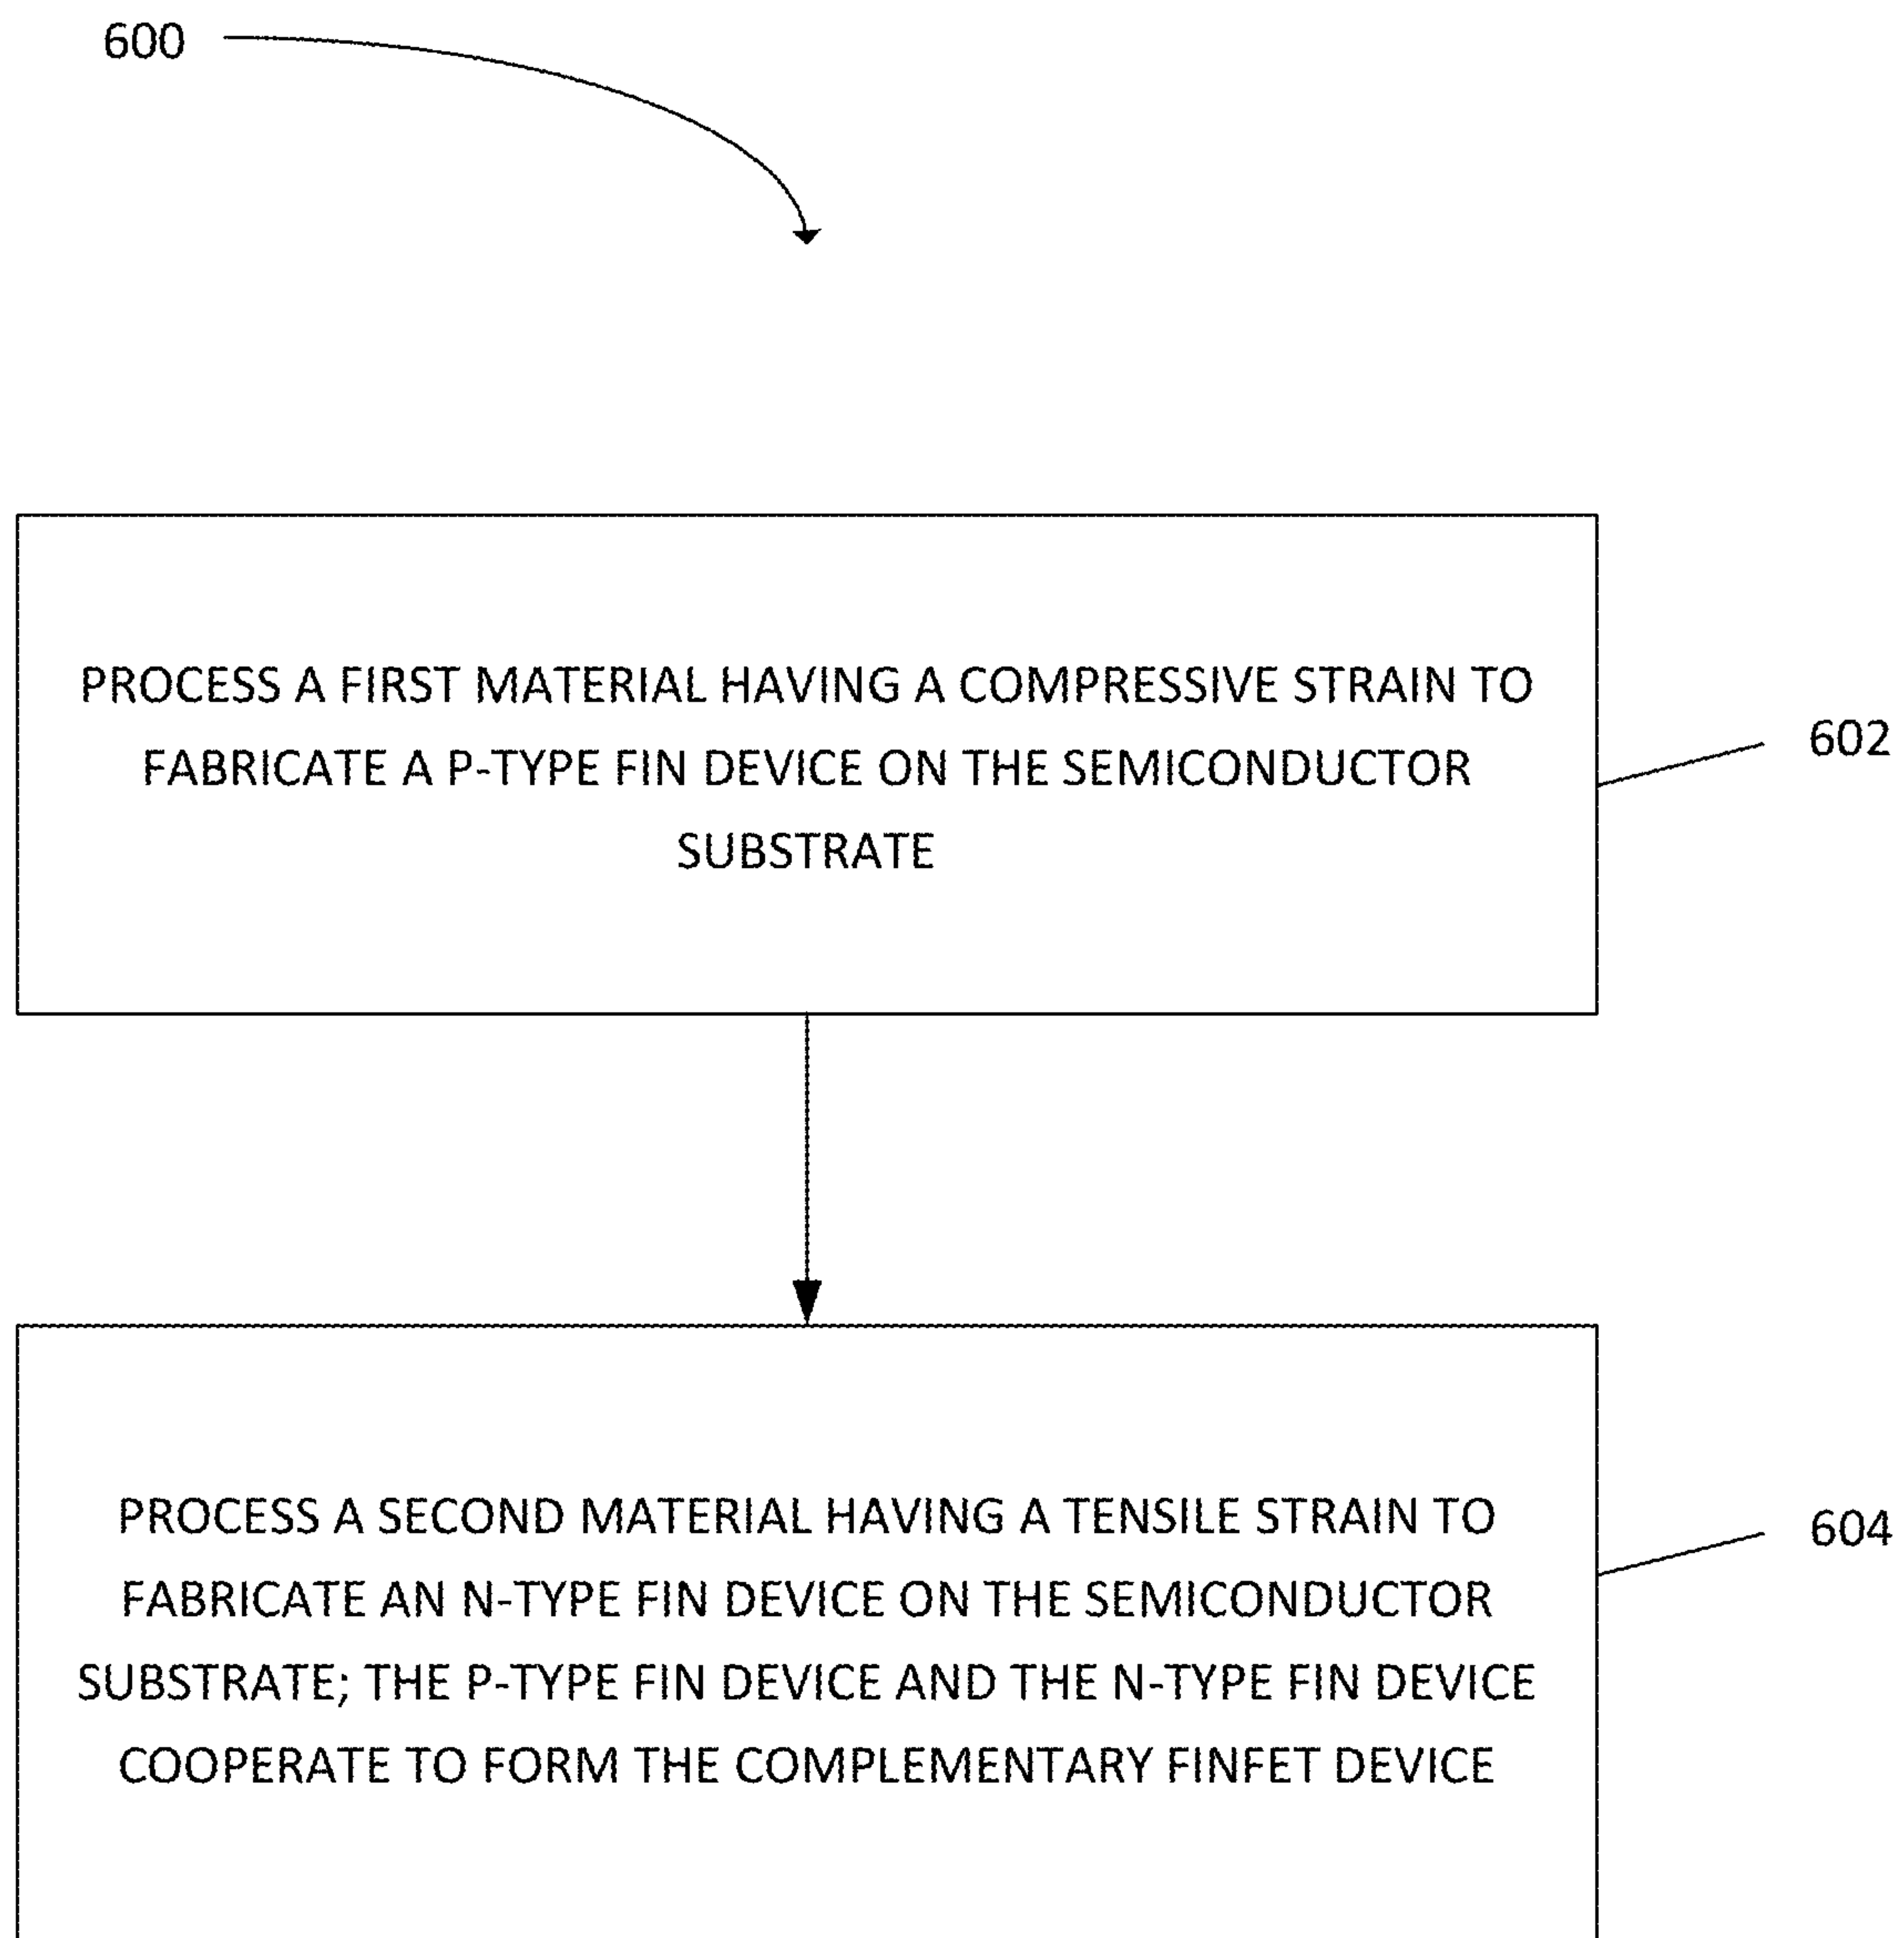 600
PROCESS A FIRST MATERIAL HAVING A COMPRESSIVE STRAIN TO
FABRICATE A P-TYPE FIN DEVICE ON THE SEMICONDUCTOR
SUBSTRATE
602
PROCESS A SECOND MATERIAL HAVING A TENSILE STRAIN TO
FABRICATE AN N-TYPE FIN DEVICE ON THE SEMICONDUCTOR
SUBSTRATE; THE P-TYPE FIN DEVICE AND THE N-TYPE FIN DEVICE
COOPERATE TO FORM THE COMPLEMENTARY FINFET DEVICE
604